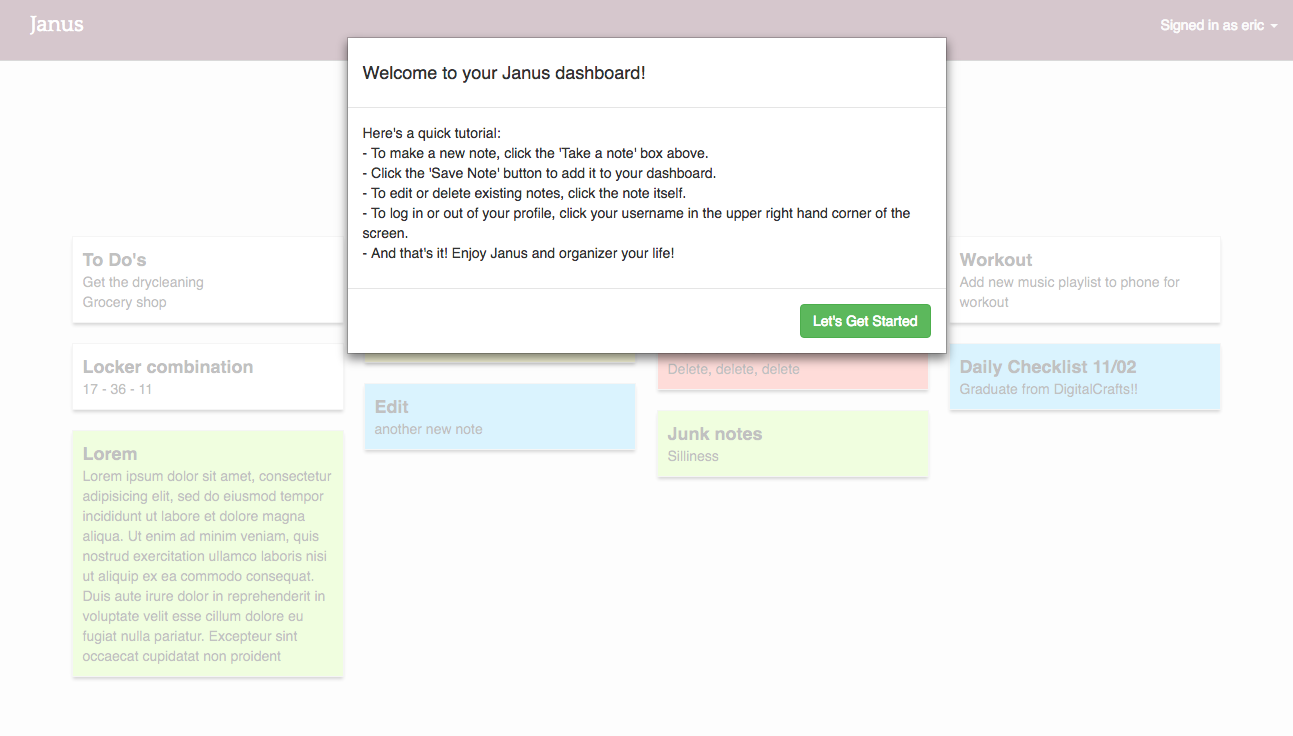 Janus
Signed in as eric
Welcome to your Janus dashboard!
Here's a quick tutorial:
- To make a new note, click the 'Take a note' box above.
- Click the 'Save Note' button to add it to your dashboard.
- To edit or delete existing notes, click the note itself.
- To log in or out of your profile, click your username in the upper right hand corner of the
screen.
- And that's it! Enjoy Janus and organizer your life!
Let's Get Started
To Do's
Get the drycleaning
Grocery shop
Locker combination
17 - 36 - 11
Lorem
Lorem ipsum dolor sit amet, consectetur
adipisicing elit, sed do eiusmod tempor
incididunt ut labore et dolore magna
aliqua. Ut enim ad minim veniam, quis
nostrud exercitation ullamco laboris nisi
ut aliquip ex ea commodo consequat.
Duis aute irure dolor in reprehenderit in
voluptate velit esse cillum dolore eu
fugiat nulla pariatur. Excepteur sint
occaecat cupidatat non proident
Edit
another new note
Delete, delete, delete
Junk notes
Silliness
Workout
Add new music playlist to phone for
workout
Daily Checklist 11/02
Graduate from DigitalCrafts!!